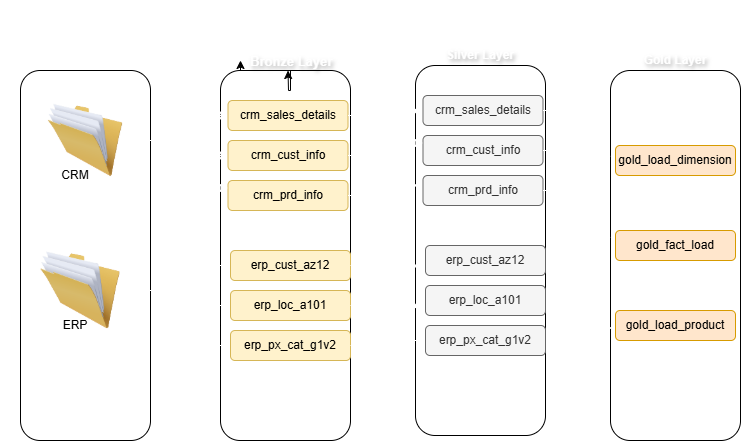 Bronze Layer
Silver Layer
Gold Layer
CRM
ERP
crm_sales_details
crm_cust_info
crm_prd_info
erp_cust_az12
erp_loc_a101
erp_px_cat_g1v2
crm_sales_details
crm_cust_info
crm_prd_info
erp_cust_az12
erp_loc_a101
erp_px_cat_g1v2
gold_load_dimension
gold_fact_load
gold_load_product